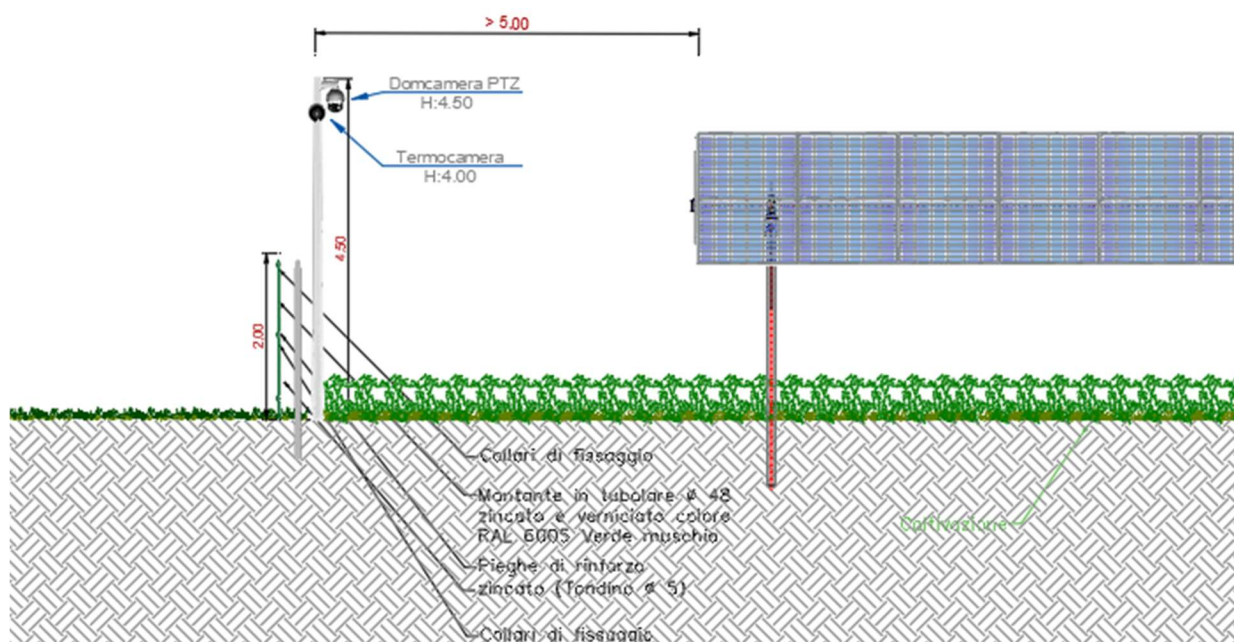 > 5.00
Domcamera PTZ
H:4.50
Termocamera
H:4.00
4.50
2.00
Collari di fissaggio
Montante in tubolare ∅ 48
zincato e verniciato colore
RAL 6005 Verde muschio
Pieghe di rinforzo
zincato (Tondino ∅ 5)
Coltivazione
Collari di fissaggio